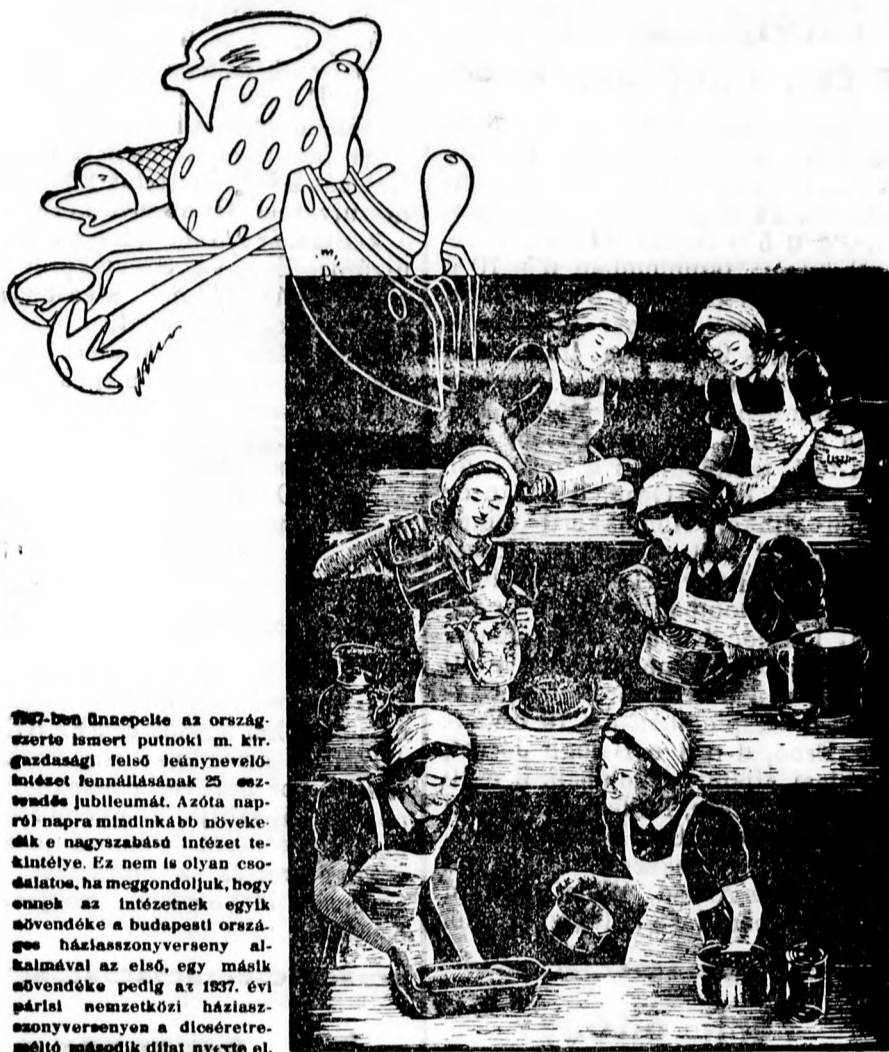 LISZT
1937-ben ünnepelte az ország-
szerte ismert putnoki m. kir.
gazdasági felső leánynevelő-
intézet fennállásának 25 esz-
tendős jubileumát. Azóta nap-
ról napra mindinkább növeke-
dik e nagyszabású intézet te-
kintélye. Ez nem is olyan cso-
dálatos, ha meggondoljuk, hogy
ennek az intézetnek egyik
növendéke a budapesti orszá-
gos háziasszonyverseny al-
kalmával az első, egy másik
növendéke pedig az 1937. évi
párisi nemzetközi háziasz-
szonyversenyen a dicséretre-
méltó második díjat nyerte el.